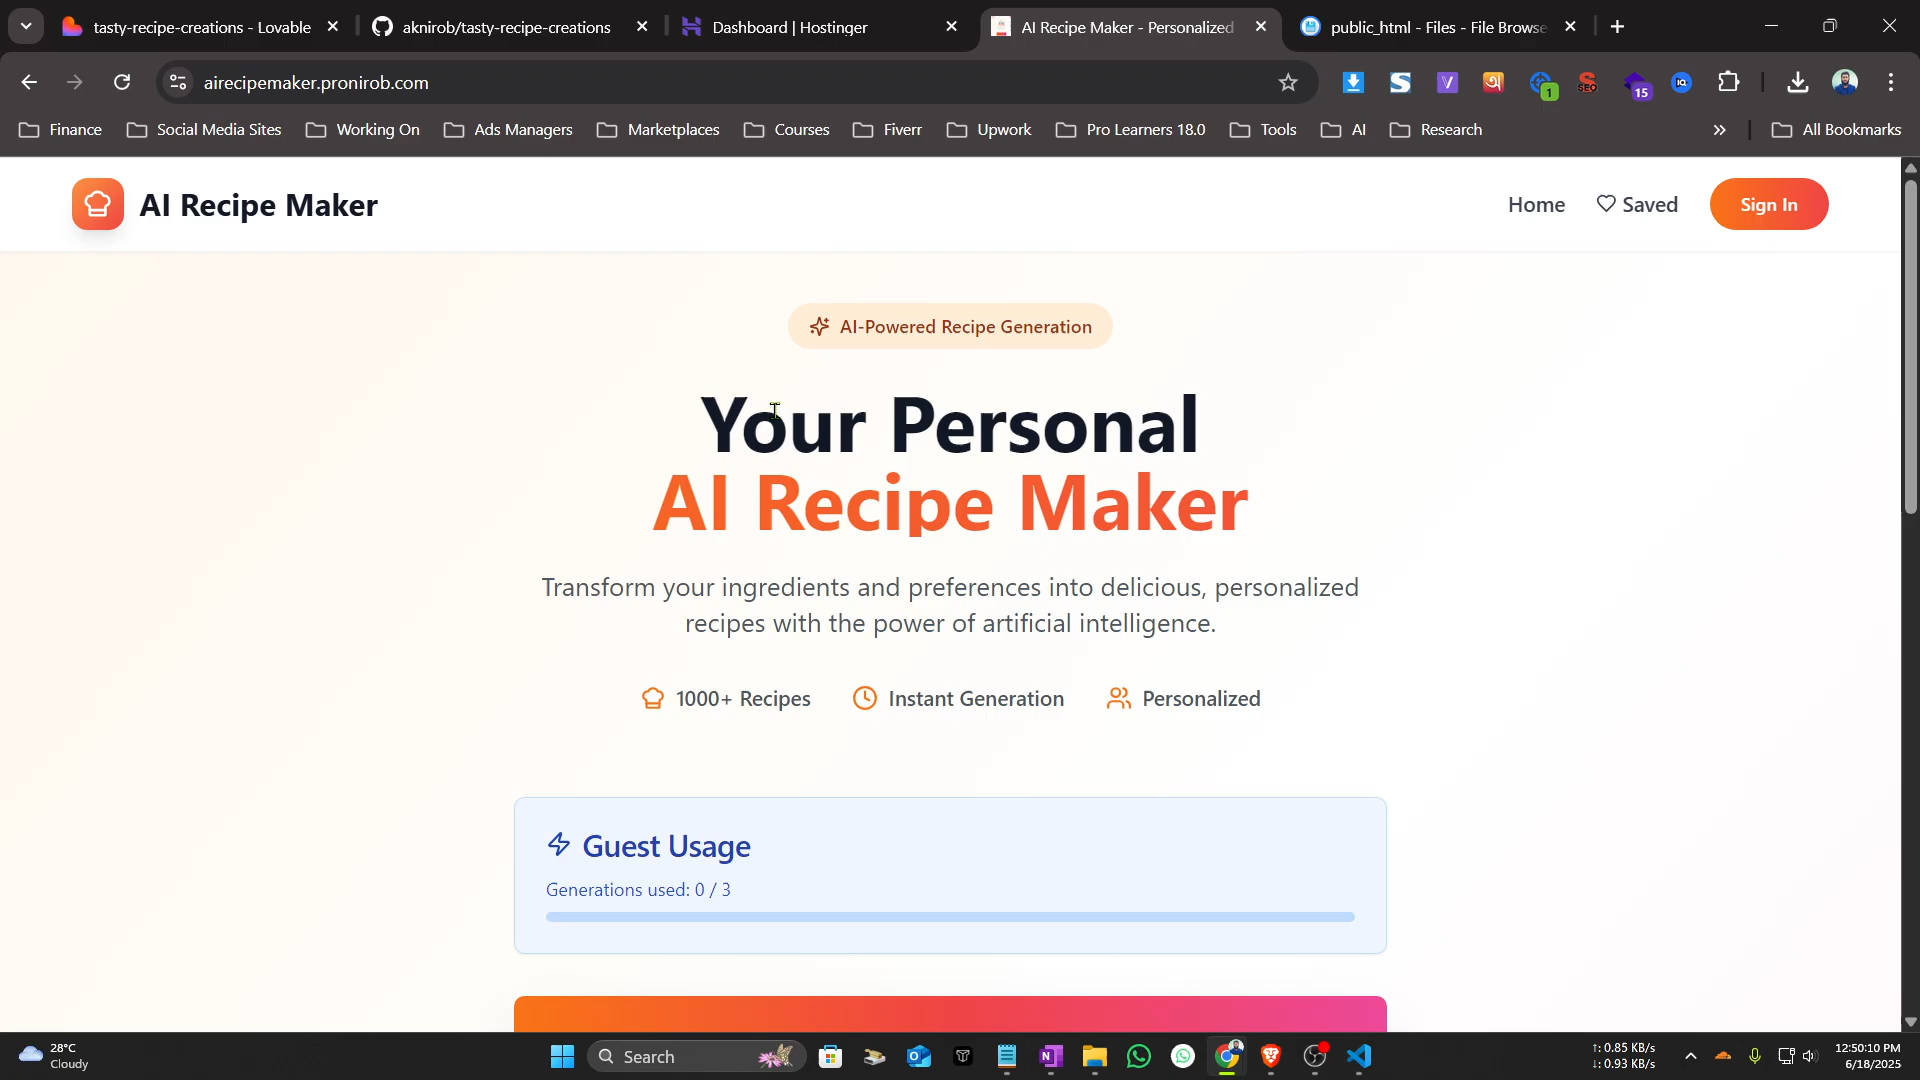 tasty-recipe-creations - Lovable
aknirob/tasty-recipe-creations
Dashboard | Hostinger
AI Recipe Maker - Personalized
public_html - Files - File Browse
airecipemaker.pronirob.com
1
SEO
15
IQ
Finance
Social Media Sites
Working On
Ads Managers
Marketplaces
Courses
Fiverr
Upwork
Pro Learners 18.0
Tools
AI
Research
All Bookmarks
AI Recipe Maker
Home
Saved
Sign In
AI-Powered Recipe Generation
Your Personal
AI Recipe Maker
Transform your ingredients and preferences into delicious, personalized
recipes with the power of artificial intelligence.
1000+ Recipes
Instant Generation
Personalized
Guest Usage
Generations used: 0 / 3
28°C
Cloudy
Search
↑: 0.85 KB/s
↓: 0.93 KB/s
12:50:10 PM
6/18/2025